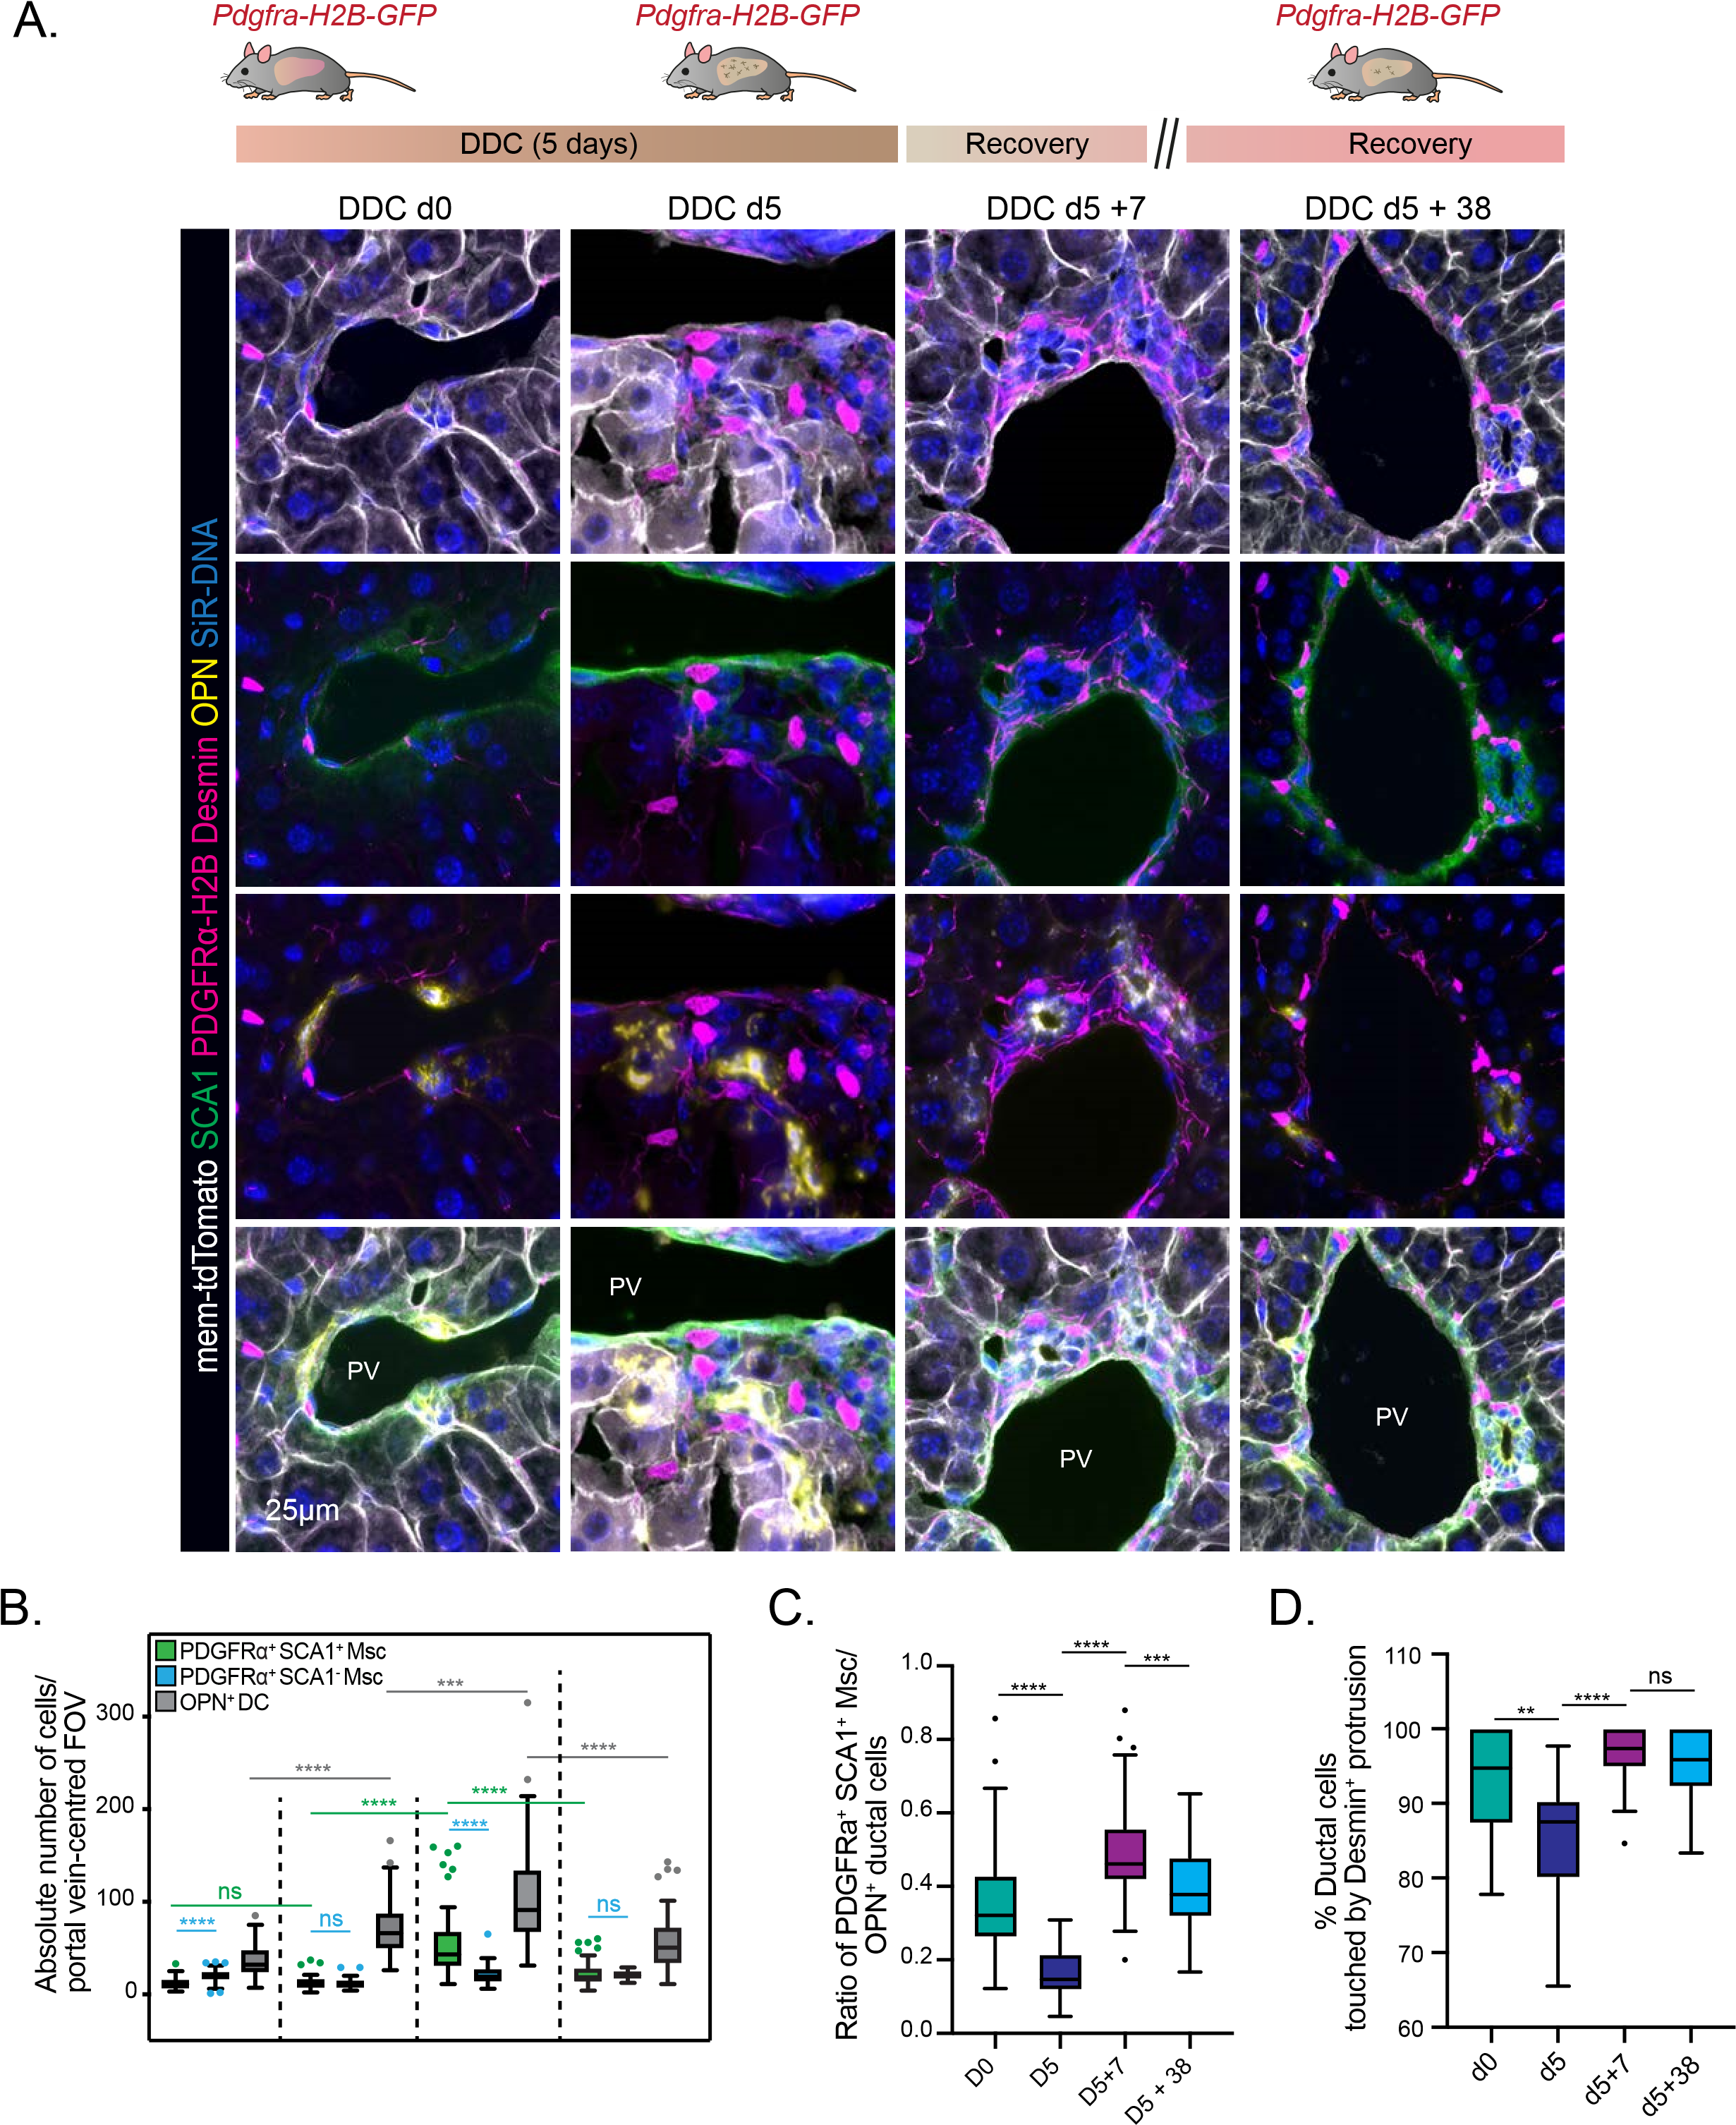 A.
Pdgfra-H2B-GFP
Pdgfra-H2B-GFP
Pdgfra-H2B-GFP
DDC (5 days)
Recovery
Recovery
DDC d0
DDC d5
DDC d5 +7
DDC d5 + 38
mem-tdTomato SCA1 PDGFRα-H2B Desmin OPN SiR-DNA
PV
PV
PV
PV
25µm
B.
Absolute number of cells/
portal vein-centred FOV
PDGFRα+ SCA1+ Msc
PDGFRα+ SCA1- Msc
OPN+ DC
300
200
100
0
ns
****
****
ns
****
***
****
****
****
ns
C.
Ratio of PDGFRa+ SCA1+ Msc/
OPN+ ductal cells
1.0
0.8
0.6
0.4
0.2
0.0
****
****
***
D0
D5
D5+7
D5 + 38
D.
% Ductal cells
touched by Desmin+ protrusion
110
100
90
80
70
60
**
****
ns
d0
d5
d5+7
d5+38